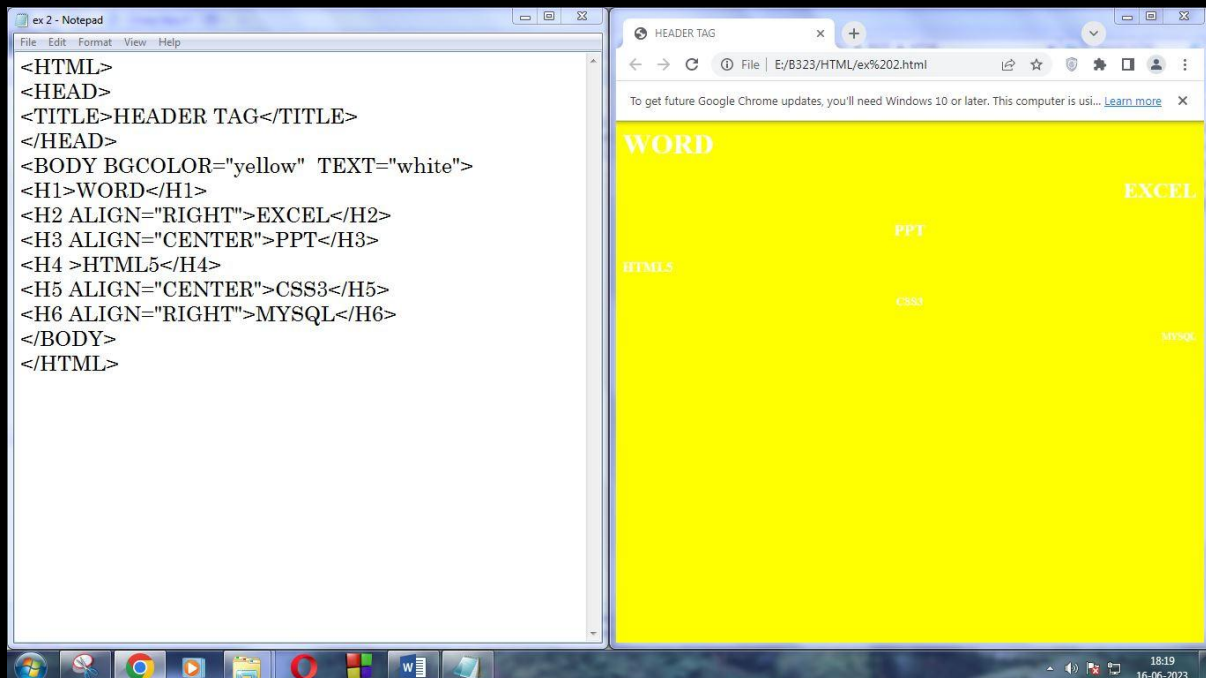 ex 2 - Notepad
File Edit Format View Help
<HTML>
<HEAD>
<TITLE>HEADER TAG</TITLE>
</HEAD>
<BODY BGCOLOR="yellow"  TEXT="white">
<H1>WORD</H1>
<H2 ALIGN="RIGHT">EXCEL</H2>
<H3 ALIGN="CENTER">PPT</H3>
<H4 >HTML5</H4>
<H5 ALIGN="CENTER">CSS3</H5>
<H6 ALIGN="RIGHT">MYSQL</H6>
</BODY>
</HTML>
HEADER TAG
File | E:/B323/HTML/ex%202.html
To get future Google Chrome updates, you'll need Windows 10 or later. This computer is usi... Learn more
WORD
EXCEL
PPT
HTML5
CSS3
MYSQL
18:19
16-06-2023